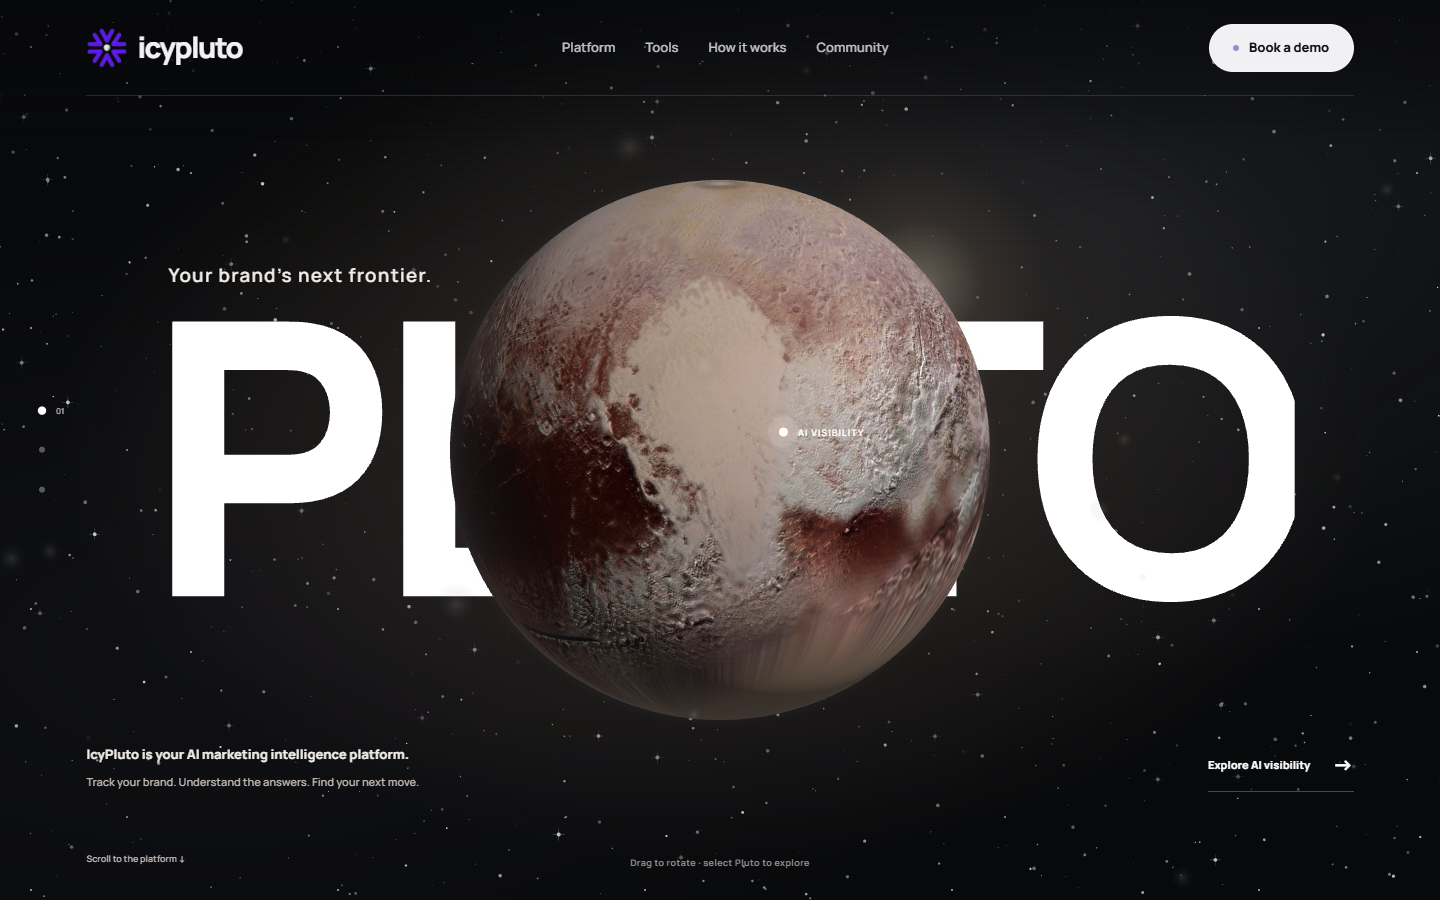 icypluto
Platform
Tools
How it works
Community
Book a demo
Your brand's next frontier.
PL TO
01
AI VISIBILITY
IcyPluto is your AI marketing intelligence platform.
Track your brand. Understand the answers. Find your next move.
Explore AI visibility →
Scroll to the platform ↓
Drag to rotate · select Pluto to explore